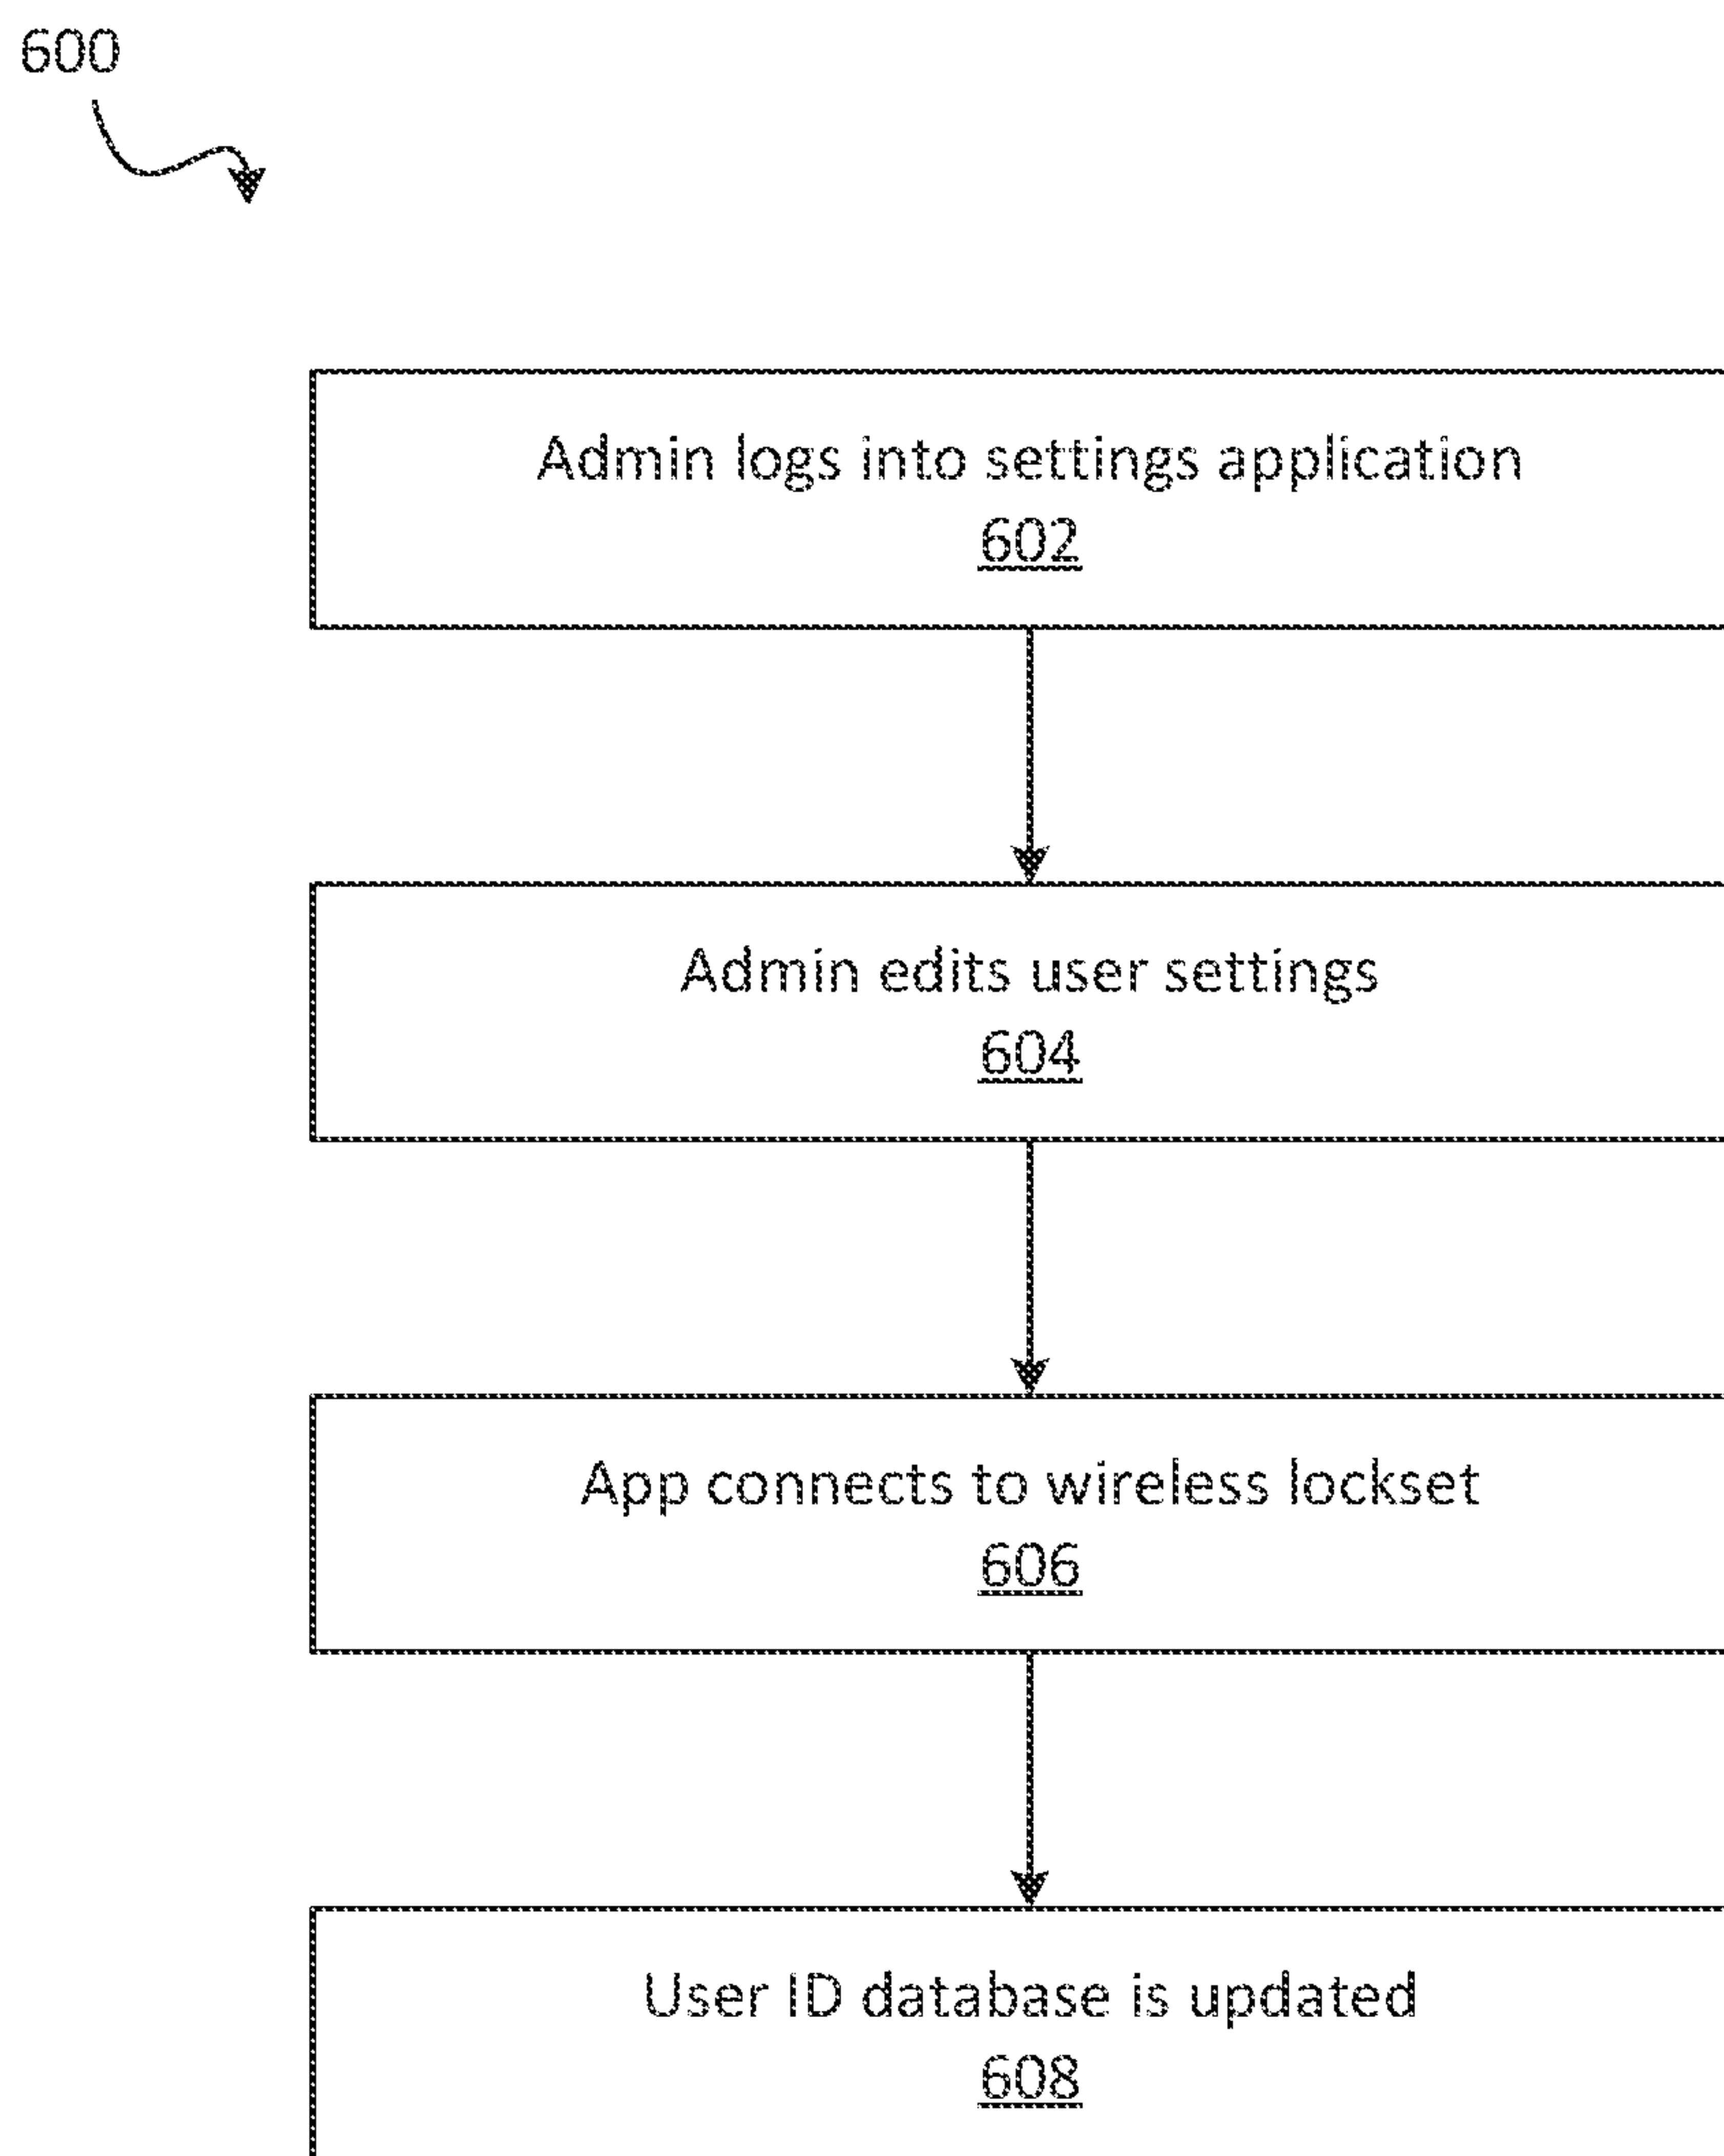 600
Admin logs into settings application
602
Admin edits user settings
604
App connects to wireless lockset
606
User ID database is updated
608